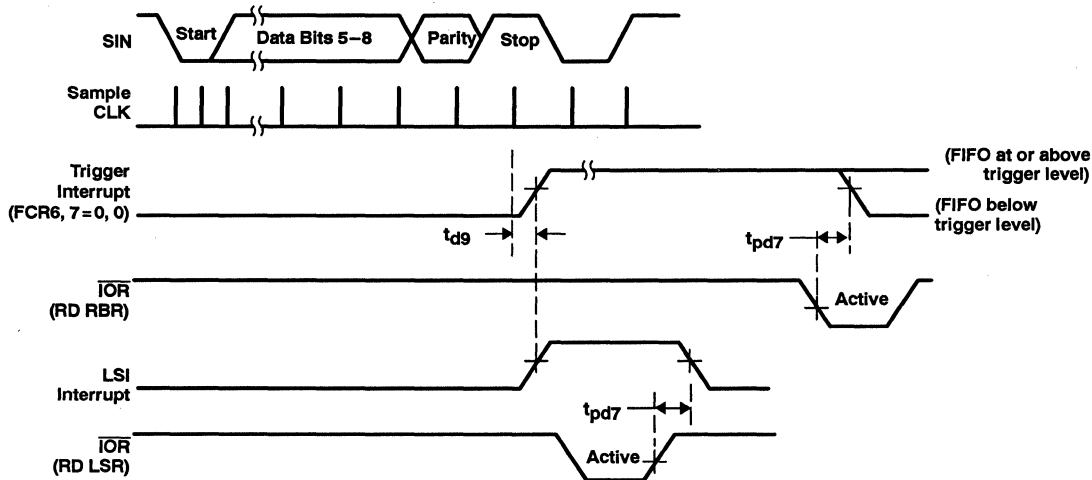 SIN
Start
Data Bits 5–8
Parity
Stop
Sample
CLK
Trigger
Interrupt
(FCR6, 7 = 0, 0)
(FIFO at or above
trigger level)
(FIFO below
trigger level)
td9
tpd7
IOR
(RD RBR)
Active
LSI
Interrupt
tpd7
IOR
(RD LSR)
Active